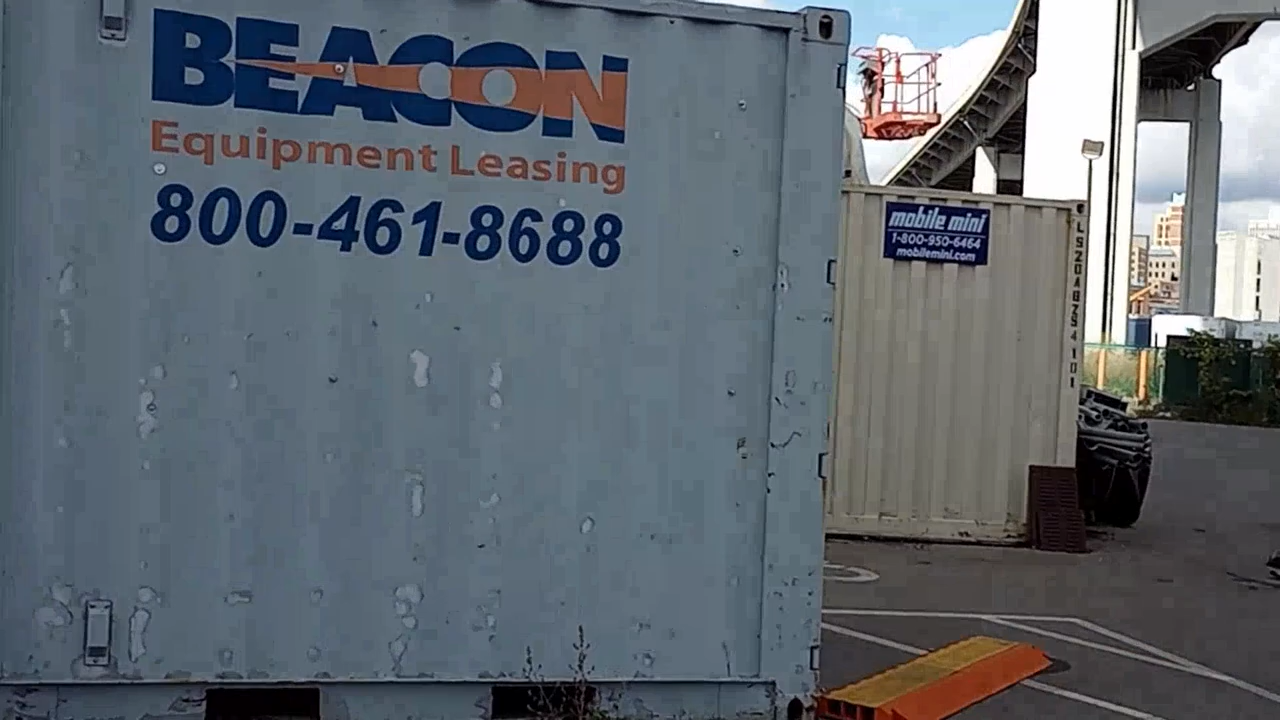 BEACON
Equipment Leasing
800-461-8688
mobile mini
1-800-950-6464
mobilemini.com